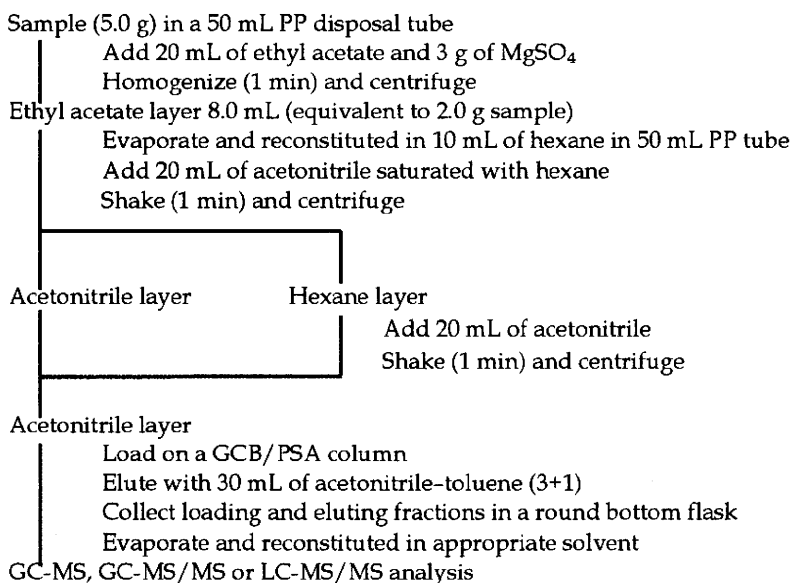 Sample (5.0 g) in a 50 mL PP disposal tube
Add 20 mL of ethyl acetate and 3 g of MgSO₄
Homogenize (1 min) and centrifuge
Ethyl acetate layer 8.0 mL (equivalent to 2.0 g sample)
Evaporate and reconstituted in 10 mL of hexane in 50 mL PP tube
Add 20 mL of acetonitrile saturated with hexane
Shake (1 min) and centrifuge
Acetonitrile layer
Hexane layer
Add 20 mL of acetonitrile
Shake (1 min) and centrifuge
Acetonitrile layer
Load on a GCB/PSA column
Elute with 30 mL of acetonitrile–toluene (3+1)
Collect loading and eluting fractions in a round bottom flask
Evaporate and reconstituted in appropriate solvent
GC-MS, GC-MS/MS or LC-MS/MS analysis